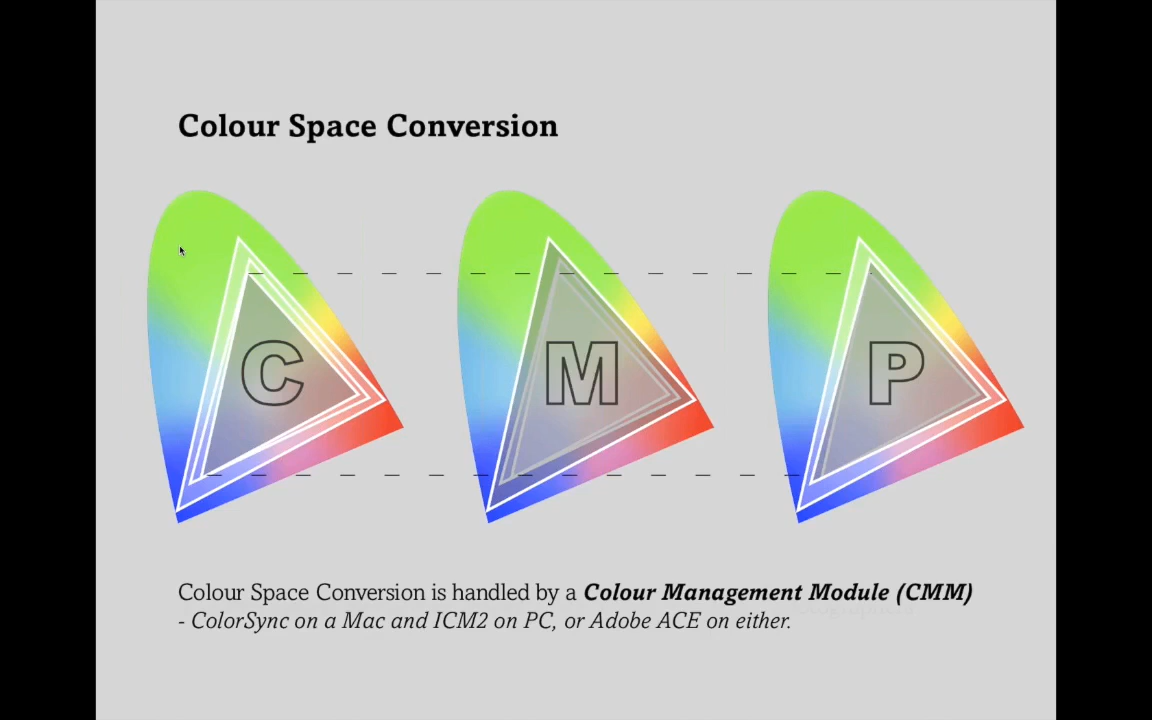 Colour Space Conversion
C M P
Colour Space Conversion is handled by a Colour Management Module (CMM)
- ColorSync on a Mac and ICM2 on PC, or Adobe ACE on either.